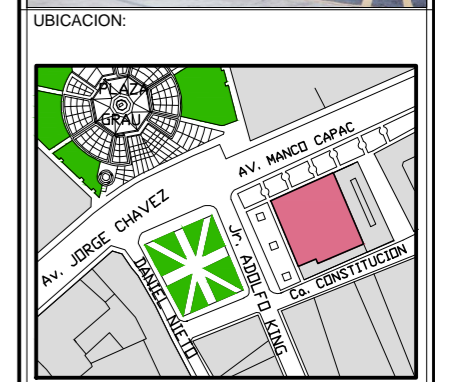 UBICACION:
PLAZA
GRAU
AV. MANCO CAPAC
Av. JORGE CHAVEZ
Jr. ADOLFO KING
DANIEL NIETO
Ca. CONSTITUCION